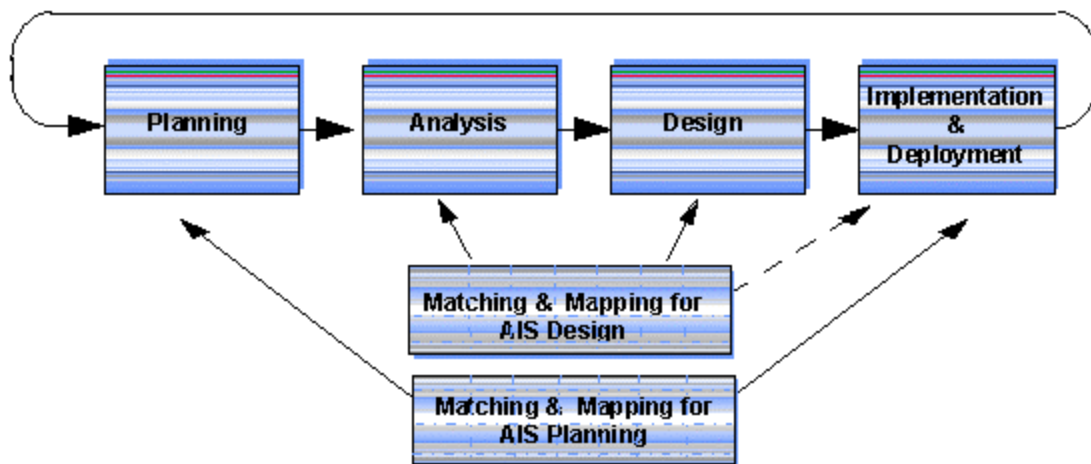 Planning
Analysis
Design
Implementation
&
Deployment
Matching & Mapping for
AIS Design
Matching & Mapping for
AIS Planning